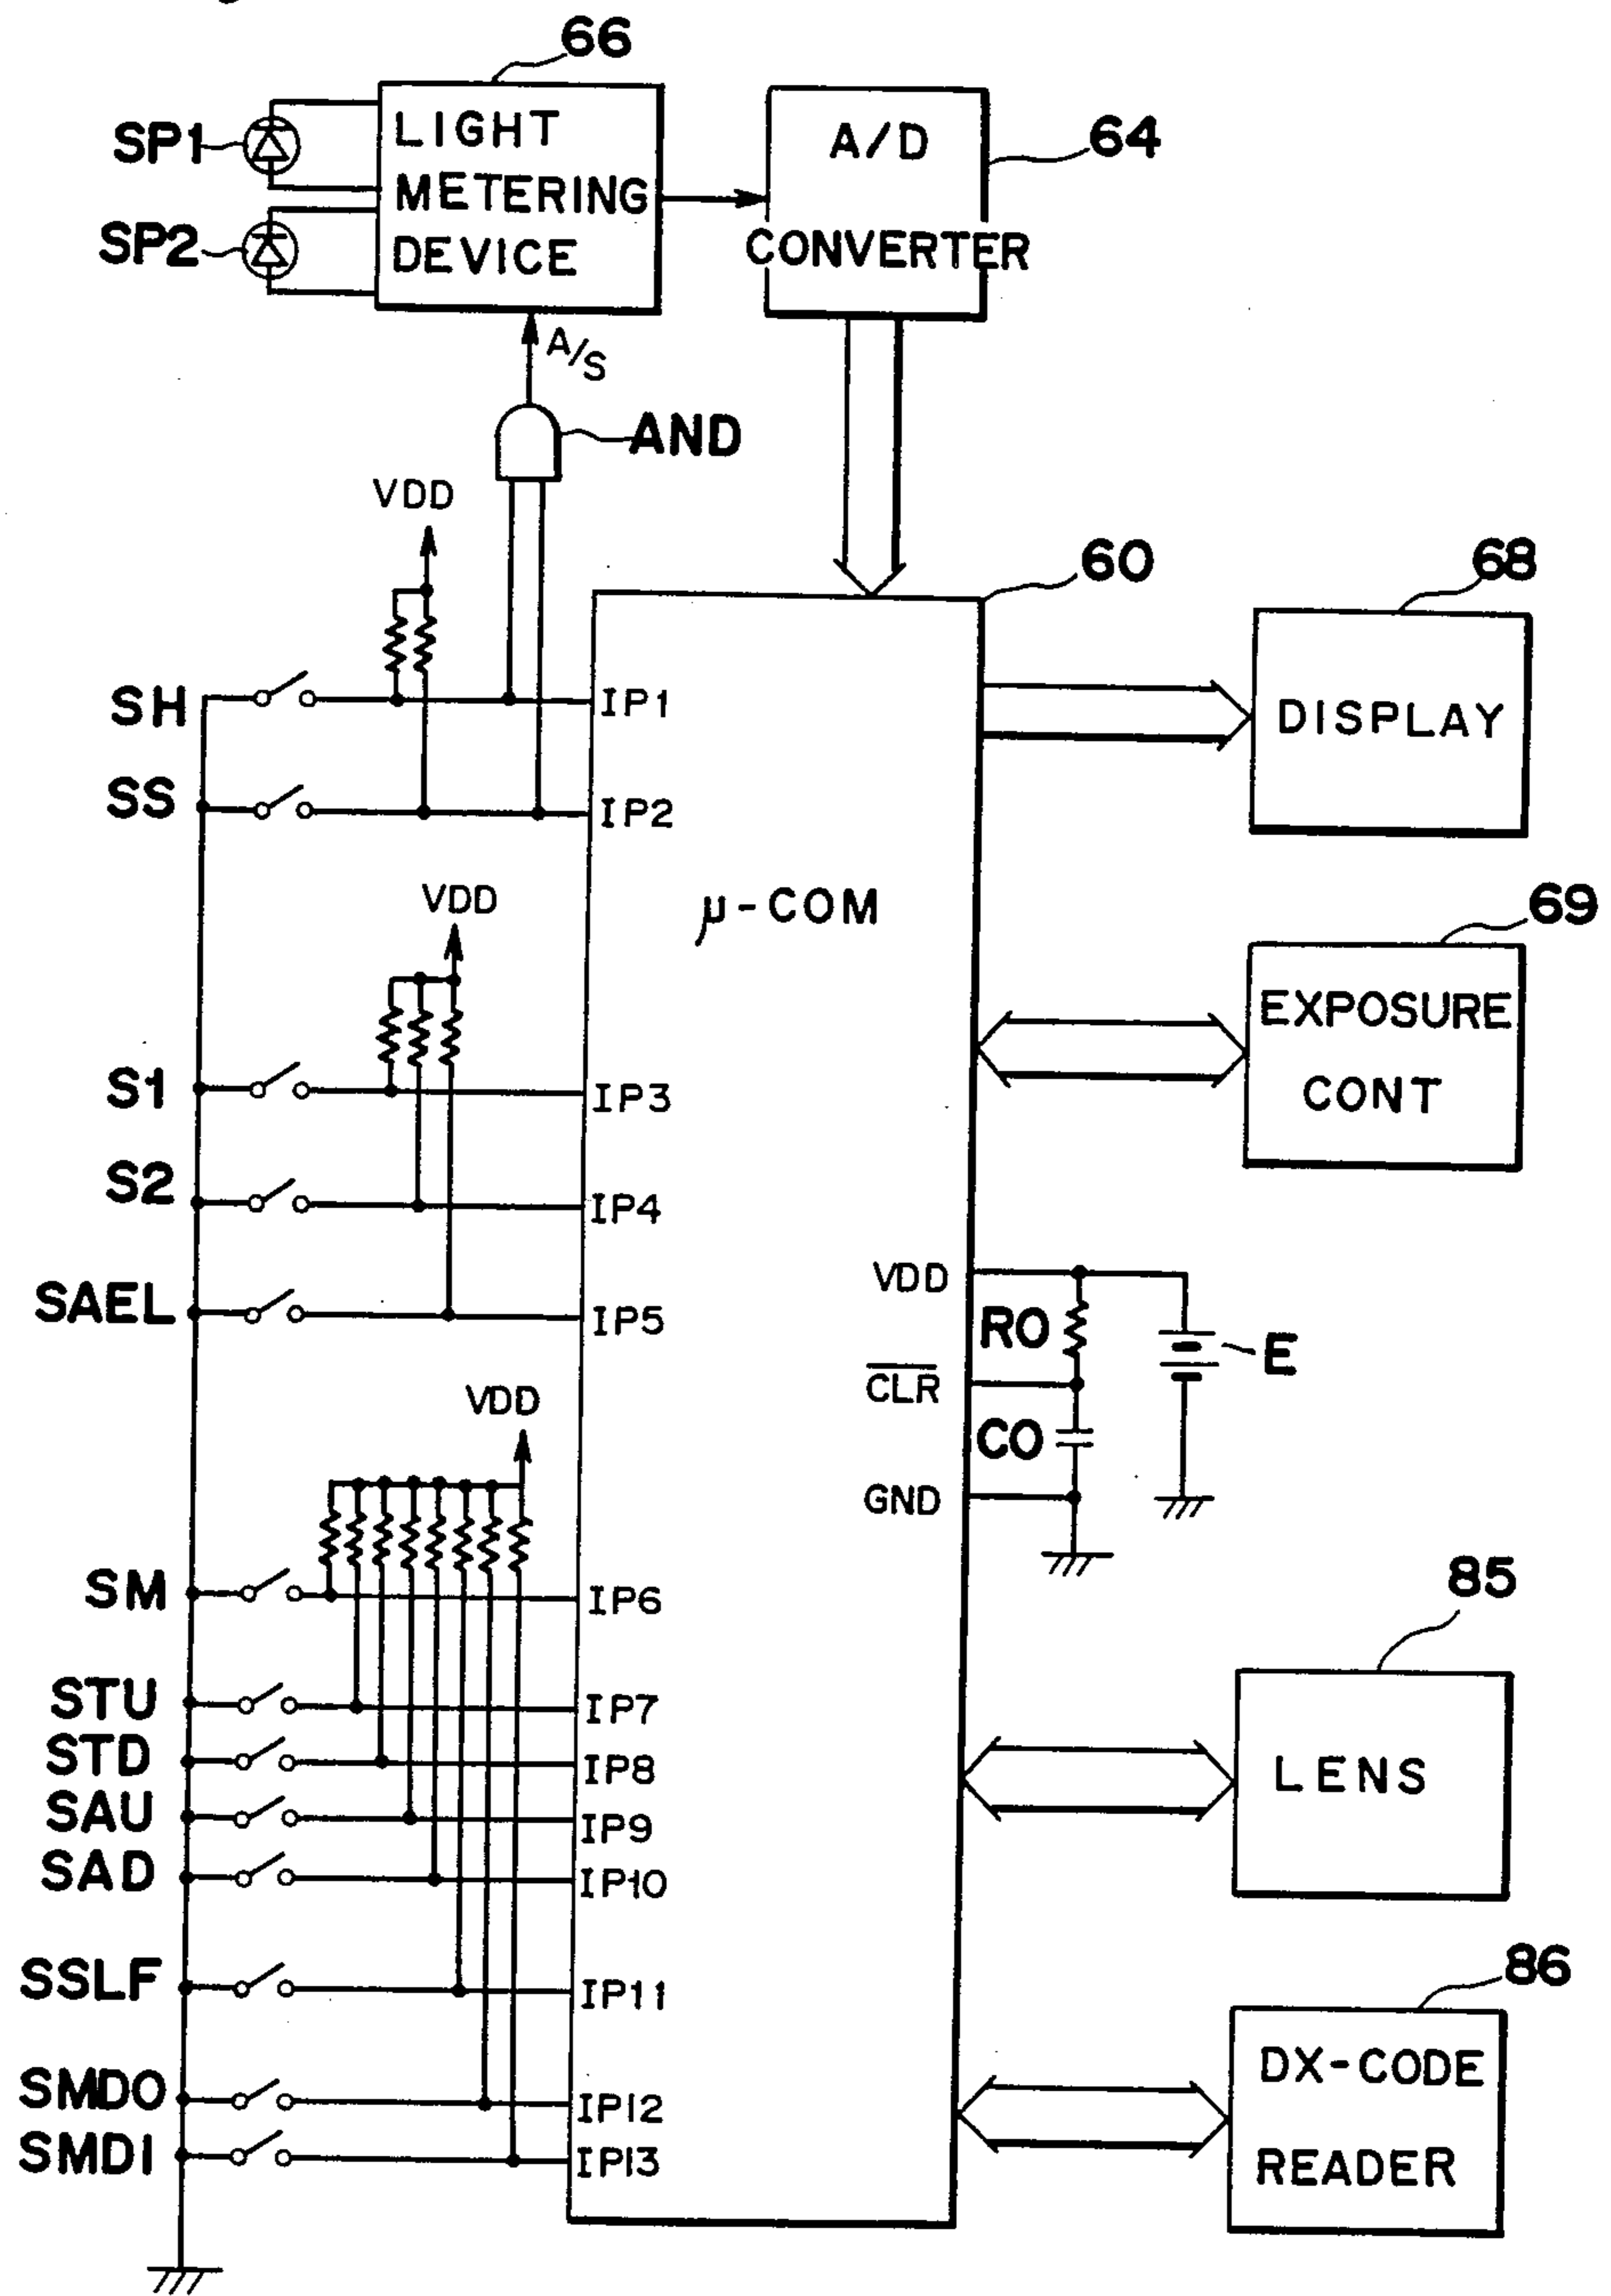 66
LIGHT
METERING
DEVICE
A/D
CONVERTER
64
SP1
SP2
A/S
AND
VDD
60
68
SH
IP1
DISPLAY
SS
IP2
VDD
μ-COM
69
EXPOSURE
CONT
S1
IP3
S2
IP4
SAEL
IP5
VDD
RO
E
CLR
CO
GND
VDD
SM
IP6
85
STU
IP7
STD
IP8
LENS
SAU
IP9
SAD
IP10
SSLF
IP11
86
SMDO
IP12
DX-CODE
READER
SMDI
IP13